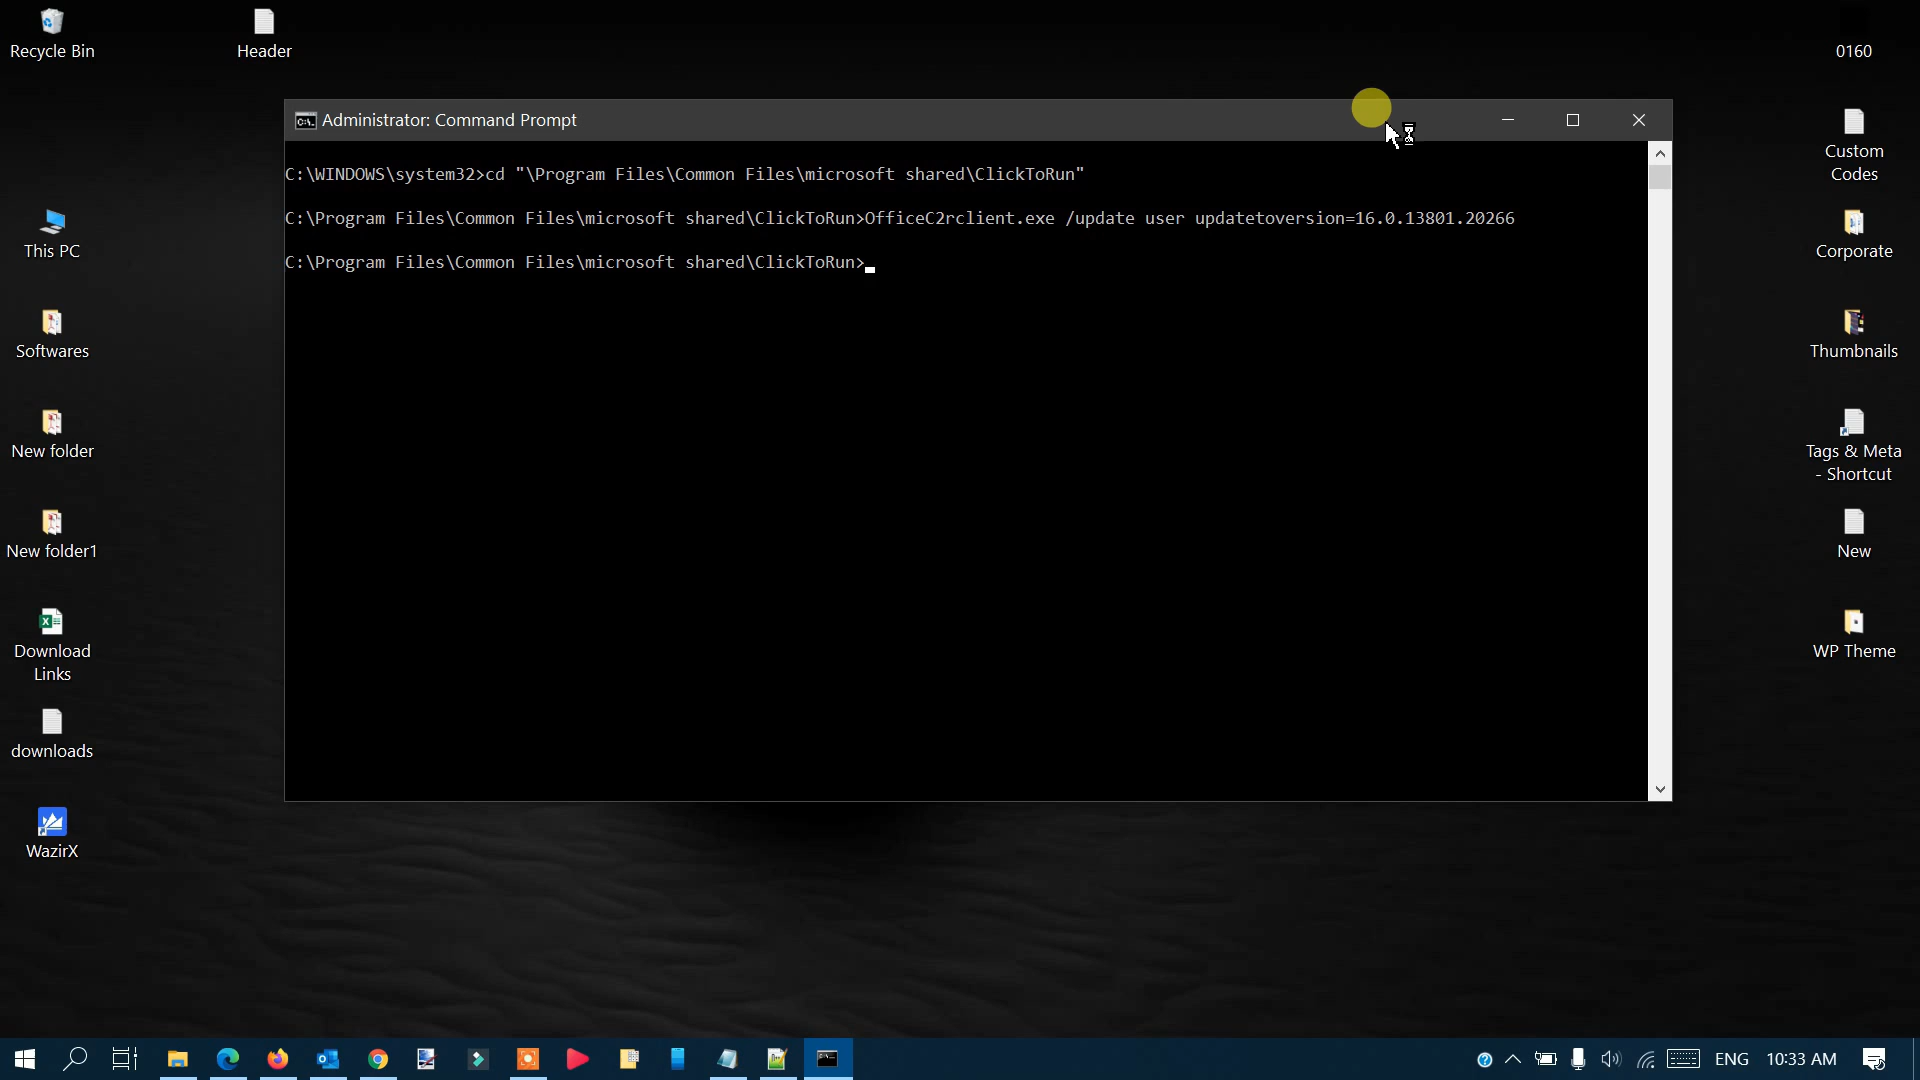 Recycle Bin
Header
0160
Administrator: Command Prompt
C:\WINDOWS\system32>cd "\Program Files\Common Files\microsoft shared\ClickToRun"
C:\Program Files\Common Files\microsoft shared\ClickToRun>OfficeC2rclient.exe /update user updatetoversion=16.0.13801.20266
C:\Program Files\Common Files\microsoft shared\ClickToRun>
This PC
Softwares
New folder
New folder1
Download
Links
downloads
WazirX
Custom
Codes
Corporate
Thumbnails
Tags & Meta
- Shortcut
New
WP Theme
ENG
10:33 AM